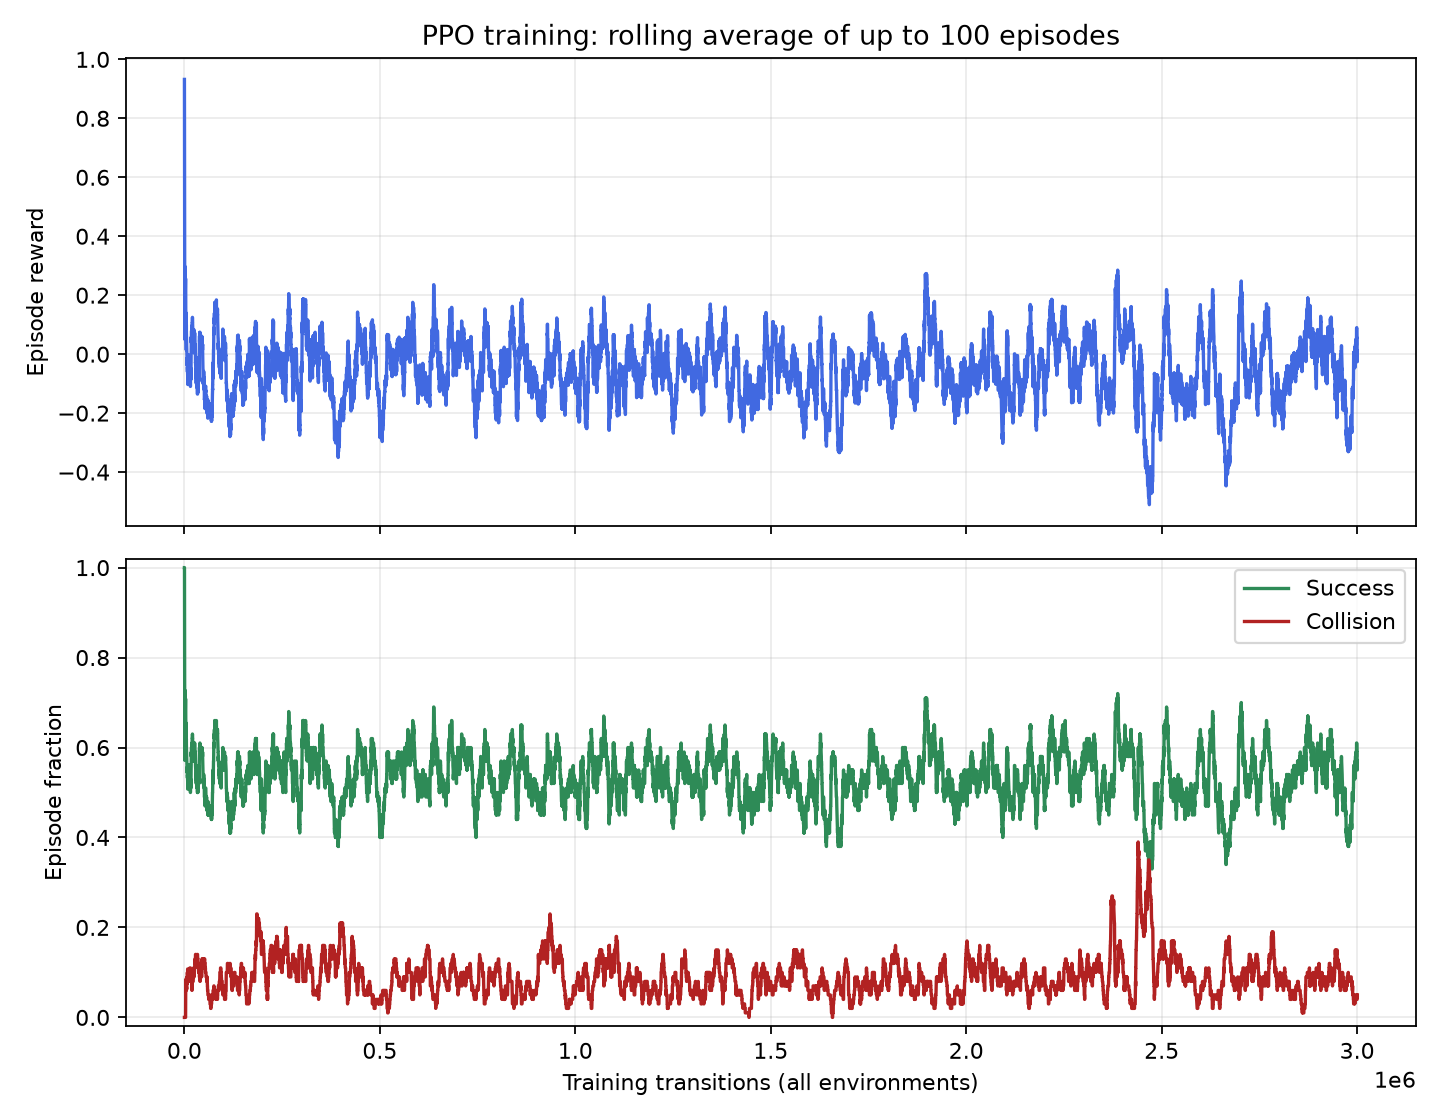 PPO training: rolling average of up to 100 episodes
1.0
0.8
0.6
0.4
0.2
0.0
−0.2
−0.4
Episode reward
1.0
0.8
0.6
0.4
0.2
0.0
Episode fraction
Success
Collision
0.0 0.5 1.0 1.5 2.0 2.5 3.0
1e6
Training transitions (all environments)